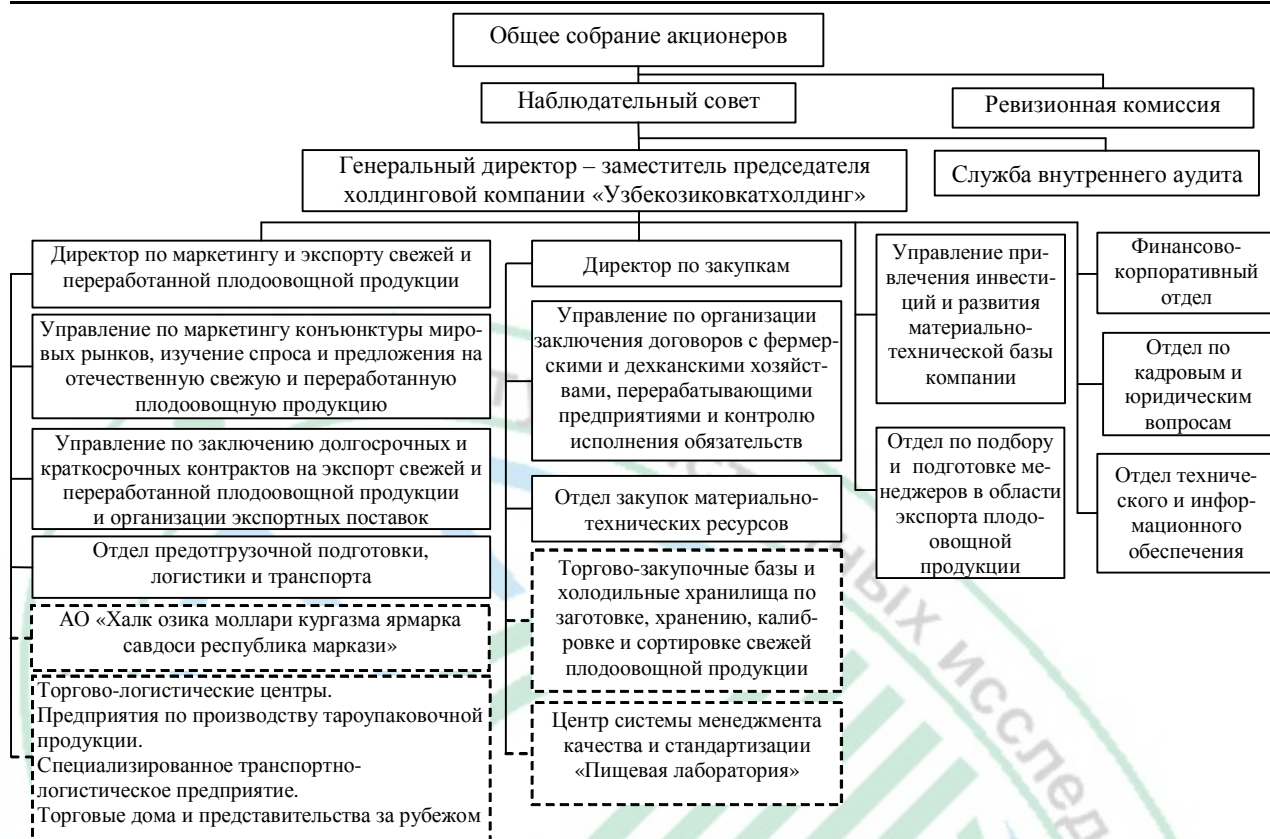 Общее собрание акционеров
Наблюдательный совет
Ревизионная комиссия
Генеральный директор – заместитель председателя
холдинговой компании «Узбекозиковкатхолдинг»
Служба внутреннего аудита
Директор по маркетингу и экспорту свежей и
переработанной плодоовощной продукции
Управление по маркетингу конъюнктуры миро-
вых рынков, изучение спроса и предложения на
отечественную свежую и переработанную
плодоовощную продукцию
Управление по заключению долгосрочных и
краткосрочных контрактов на экспорт свежей и
переработанной плодоовощной продукции
и организации экспортных поставок
Отдел предотгрузочной подготовки,
логистики и транспорта
АО «Халк озика моллари кургазма ярмарка
савдоси республика маркази»
Торгово-логистические центры.
Предприятия по производству тароупаковочной
продукции.
Специализированное транспортно-
логистическое предприятие.
Торговые дома и представительства за рубежом
Директор по закупкам
Управление по организации
заключения договоров с фермер-
скими и дехканскими хозяйст-
вами, перерабатывающими
предприятиями и контролю
исполнения обязательств
Отдел закупок материально-
технических ресурсов
Торгово-закупочные базы и
холодильные хранилища по
заготовке, хранению, калиб-
ровке и сортировке свежей
плодоовощной продукции
Центр системы менеджмента
качества и стандартизации
«Пищевая лаборатория»
Управление при-
влечения инвести-
ций и развития
материально-
технической базы
компании
Отдел по подбору
и подготовке ме-
неджеров в области
экспорта плодо-
овощной
продукции
Финансово-
корпоративный
отдел
Отдел по
кадровым и
юридическим
вопросам
Отдел техниче-
ского и инфор-
мационного
обеспечения